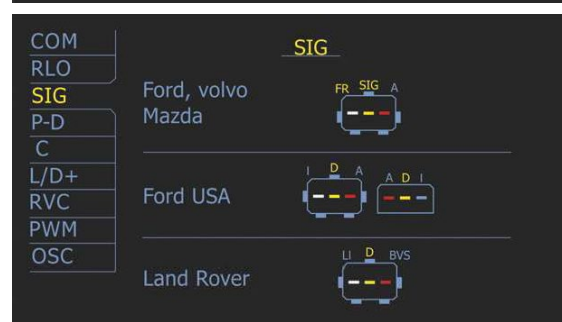 COM
RLO
SIG
P-D
C
L/D+
RVC
PWM
OSC
SIG
Ford, volvo
Mazda
FR SIG A
Ford USA
I D A
A D I
Land Rover
LI D BVS